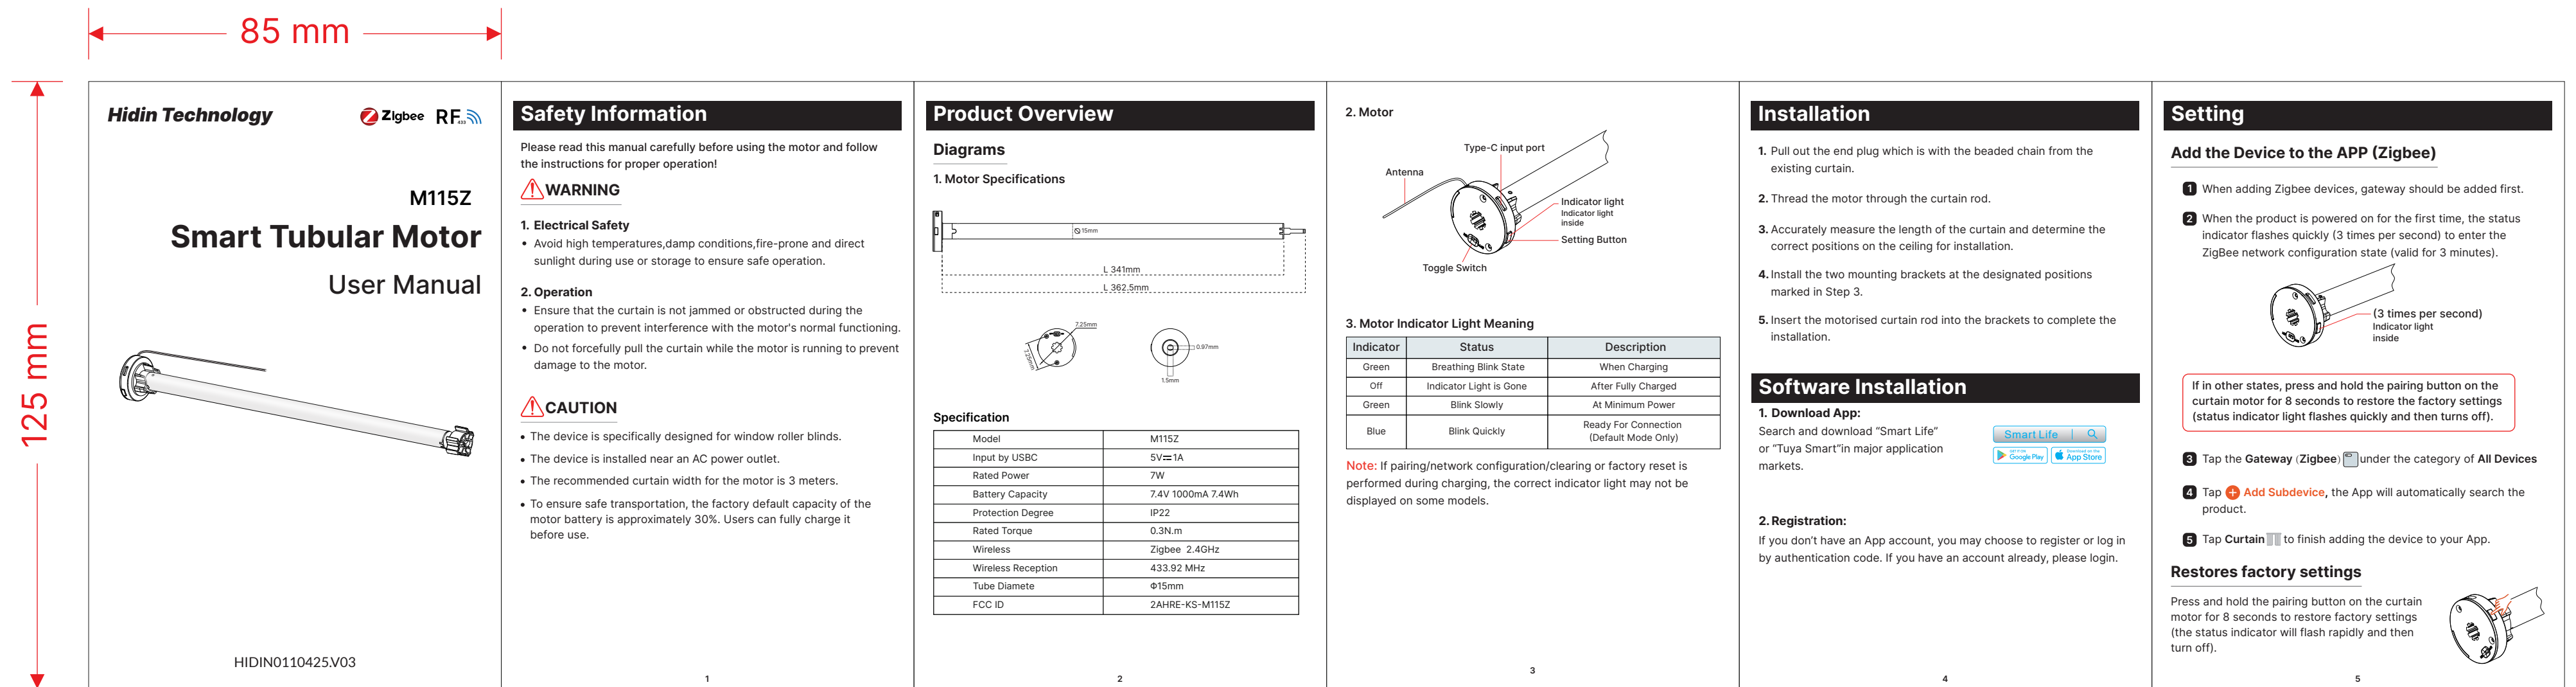 85 mm
125 mm
Hidin Technology
Zigbee RF433
M115Z
Smart Tubular Motor
User Manual
HIDIN0110425.V03
Safety Information
Please read this manual carefully before using the motor and follow
the instructions for proper operation!
WARNING
1. Electrical Safety
• Avoid high temperatures,damp conditions,fire-prone and direct
sunlight during use or storage to ensure safe operation.
2. Operation
• Ensure that the curtain is not jammed or obstructed during the
operation to prevent interference with the motor's normal functioning.
• Do not forcefully pull the curtain while the motor is running to prevent
damage to the motor.
CAUTION
• The device is specifically designed for window roller blinds.
• The device is installed near an AC power outlet.
• The recommended curtain width for the motor is 3 meters.
• To ensure safe transportation, the factory default capacity of the
motor battery is approximately 30%. Users can fully charge it
before use.
1
Product Overview
Diagrams
1. Motor Specifications
15mm
L 341mm
L 362.5mm
7.25mm
7.25mm
0.97mm
1.5mm
Specification
Model M115Z
Input by USBC 5V⎓1A
Rated Power 7W
Battery Capacity 7.4V 1000mA 7.4Wh
Protection Degree IP22
Rated Torque 0.3N.m
Wireless Zigbee 2.4GHz
Wireless Reception 433.92 MHz
Tube Diamete Φ15mm
FCC ID 2AHRE-KS-M115Z
2
2. Motor
Type-C input port
Antenna
Indicator light
Indicator light
inside
Setting Button
Toggle Switch
3. Motor Indicator Light Meaning
Indicator Status Description
Green Breathing Blink State When Charging
Off Indicator Light is Gone After Fully Charged
Green Blink Slowly At Minimum Power
Blue Blink Quickly Ready For Connection
(Default Mode Only)
Note: If pairing/network configuration/clearing or factory reset is
performed during charging, the correct indicator light may not be
displayed on some models.
3
Installation
1. Pull out the end plug which is with the beaded chain from the
existing curtain.
2. Thread the motor through the curtain rod.
3. Accurately measure the length of the curtain and determine the
correct positions on the ceiling for installation.
4. Install the two mounting brackets at the designated positions
marked in Step 3.
5. Insert the motorised curtain rod into the brackets to complete the
installation.
Software Installation
1. Download App:
Search and download “Smart Life”
or “Tuya Smart”in major application
markets.
Smart Life
GET IT ON
Google Play
Download on the
App Store
2. Registration:
If you don’t have an App account, you may choose to register or log in
by authentication code. If you have an account already, please login.
4
Setting
Add the Device to the APP (Zigbee)
1 When adding Zigbee devices, gateway should be added first.
2 When the product is powered on for the first time, the status
indicator flashes quickly (3 times per second) to enter the
ZigBee network configuration state (valid for 3 minutes).
(3 times per second)
Indicator light
inside
If in other states, press and hold the pairing button on the
curtain motor for 8 seconds to restore the factory settings
(status indicator light flashes quickly and then turns off).
3 Tap the Gateway (Zigbee) under the category of All Devices
4 Tap Add Subdevice, the App will automatically search the
product.
5 Tap Curtain to finish adding the device to your App.
Restores factory settings
Press and hold the pairing button on the curtain
motor for 8 seconds to restore factory settings
(the status indicator will flash rapidly and then
turn off).
5